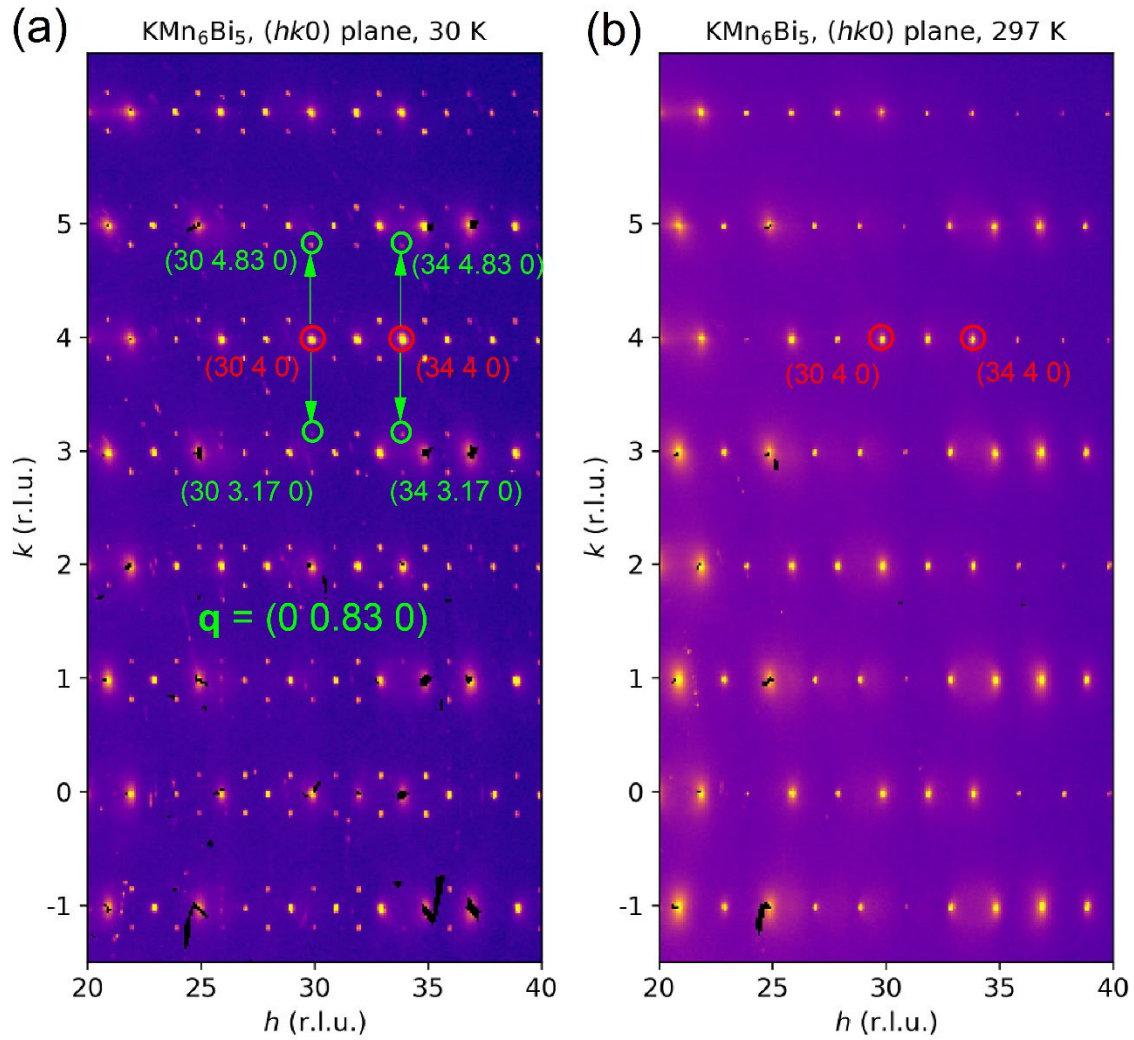 (a)
KMn6Bi5, (hk0) plane, 30 K
5
4
3
2
1
0
-1
k (r.l.u.)
20 25 30 35 40
h (r.l.u.)
(30 4.83 0)
(34 4.83 0)
(30 4 0)
(34 4 0)
(30 3.17 0)
(34 3.17 0)
q = (0 0.83 0)
(b)
KMn6Bi5, (hk0) plane, 297 K
5
4
3
2
1
0
-1
k (r.l.u.)
20 25 30 35 40
h (r.l.u.)
(30 4 0)
(34 4 0)